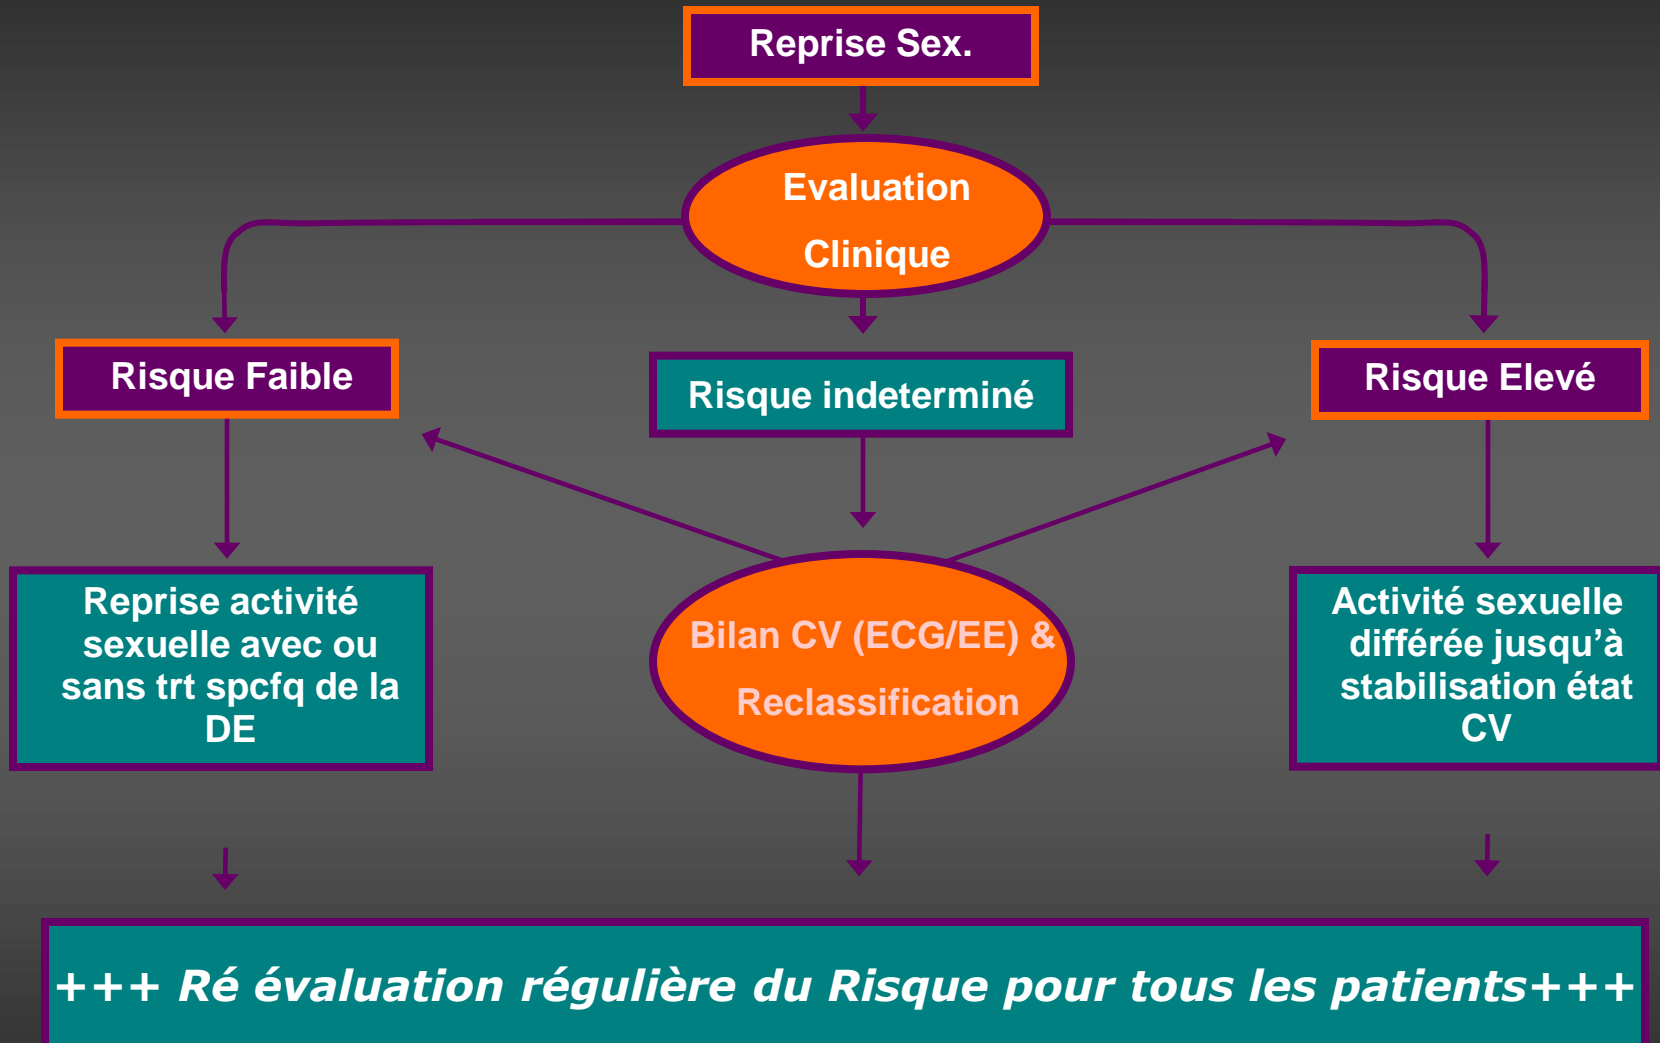 Reprise Sex.
Evaluation
Clinique
Risque Faible
Risque indeterminé
Risque Elevé
Reprise activité
sexuelle avec ou
sans trt spcfq de la
DE
Bilan CV (ECG/EE) &
Reclassification
Activité sexuelle
différée jusqu’à
stabilisation état
CV
+++ Ré évaluation régulière du Risque pour tous les patients+++